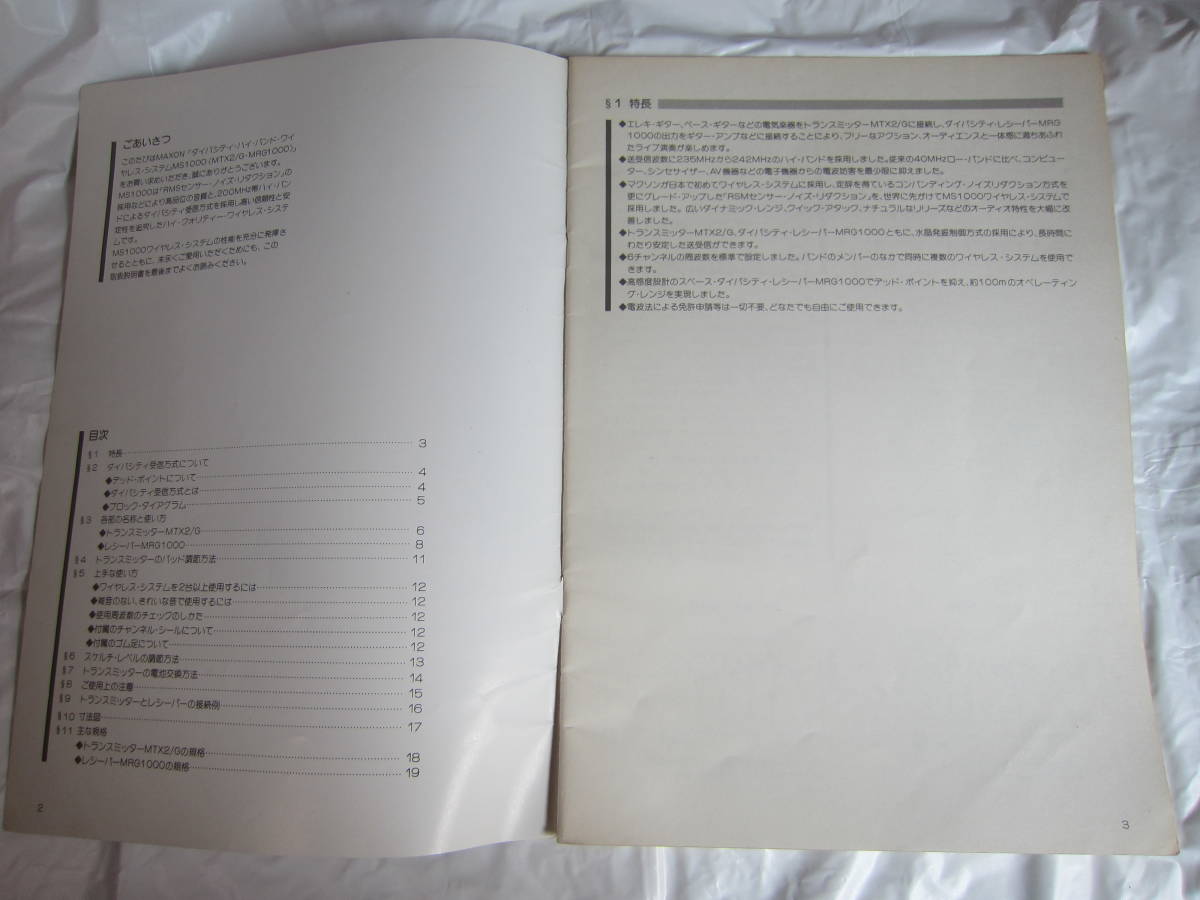 ごあいさつ
このたびはMAXON“ダイバシティ・ハイ・バンド・ワイ
ヤレス・システムMS1000(MTX2/G・MRG1000)」
をお買い求めいただき、誠にありがとうございます。
MS1000は「RMSセンサー・ノイズ・リダクション」の
採用などにより高品位の音質と、200MHz帯ハイ・バン
ドによるダイバシティ受信方式を採用し高い信頼性と安
定性を追求したハイ・クォリティー・ワイヤレス・システ
ムです。
MS1000ワイヤレス・システムの性能を充分に発揮さ
せるとともに、末永くご愛用いただくためにも、この
取扱説明書を最後までよくお読みください。
目次
§1 特長 3
§2 ダイバシティ受信方式について
◆デッド・ポイントについて 4
◆ダイバシティ受信方式とは 4
◆ブロック・ダイアグラム 5
§3 各部の名称と使い方
◆トランスミッターMTX2/G 6
◆レシーバーMRG1000 8
§4 トランスミッターのパッド調節方法 11
§5 上手な使い方
◆ワイヤレス・システムを2台以上使用するには 12
◆雑音のない、きれいな音で使用するには 12
◆使用周波数のチェックのしかた 12
◆付属のチャンネル・シールについて 12
◆付属のゴム足について 12
§6 スケルチ・レベルの調節方法 13
§7 トランスミッターの電池交換方法 14
§8 ご使用上の注意 15
§9 トランスミッターとレシーバーの接続例 16
§10 寸法図 17
§11 主な規格
◆トランスミッターMTX2/Gの規格 18
◆レシーバーMRG1000の規格 19
2
§1 特長
◆エレキ・ギター、ベース・ギターなどの電気楽器をトランスミッターMTX2/Gに接続し、ダイバシティ・レシーバーMRG
1000の出力をギター・アンプなどに接続することにより、フリーなアクション、オーディエンスと一体感に満ちあふれ
たライブ演奏が楽しめます。
◆送受信波数に235MHzから242MHzのハイ・バンドを採用しました。従来の40MHzロー・バンドに比べ、コンピュー
ター、シンセサイザー、AV機器などの電子機器からの電波妨害を最少限に抑えました。
◆マクソンが日本で初めてワイヤレス・システムに採用し、定評を得ているコンパンディング・ノイズリダクション方式を
更にグレード・アップした「RSMセンサー・ノイズ・リダクション」を、世界に先がけてMS1000ワイヤレス・システムで
採用しました。広いダイナミック・レンジ、クイック・アタック、ナチュラルなリリーズなどのオーディオ特性を大幅に改
善しました。
◆トランスミッターMTX2/G、ダイバシティ・レシーバーMRG1000ともに、水晶発振制御方式の採用により、長時間に
わたり安定した送受信ができます。
◆6チャンネルの周波数を標準で設定しました。バンドのメンバーのなかで同時に複数のワイヤレス・システムを使用で
きます。
◆高感度設計のスペース・ダイバシティ・レシーバーMRG1000でデッド・ポイントを抑え、約100mのオペレーティン
グ・レンジを実現しました。
◆電波法による免許申請等は一切不要、どなたでも自由にご使用できます。
3